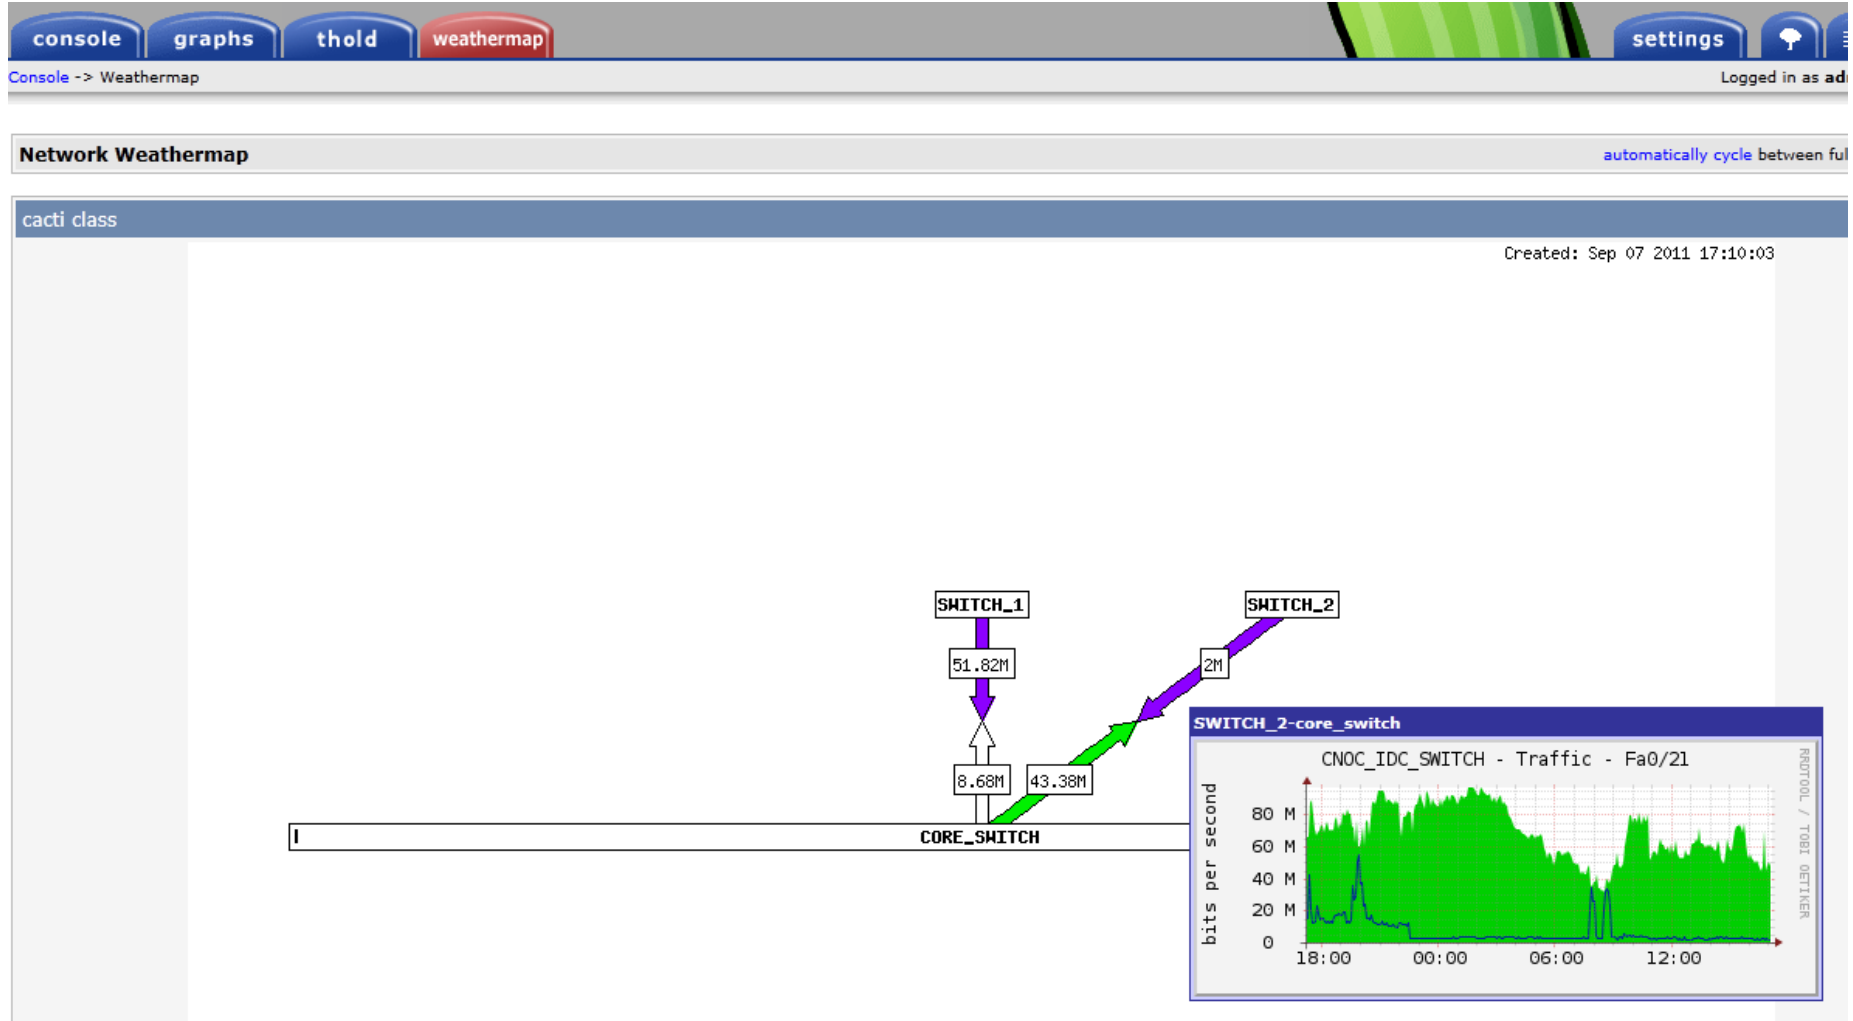 console graphs thold weathermap settings
Console -> Weathermap Logged in as
Network Weathermap automatically cycle between
cacti class
Created: Sep 07 2011 17:10:03
SWITCH_1 SWITCH_2
51.82M 2M
SWITCH_2-core_switch
CNOC_IDC_SWITCH - Traffic - Fa0/21
8.68M 43.38M
CORE_SWITCH
bits per second
80 M
60 M
40 M
20 M
0
18:00 00:00 06:00 12:00
RRDTOOL / TOBI OETIKER